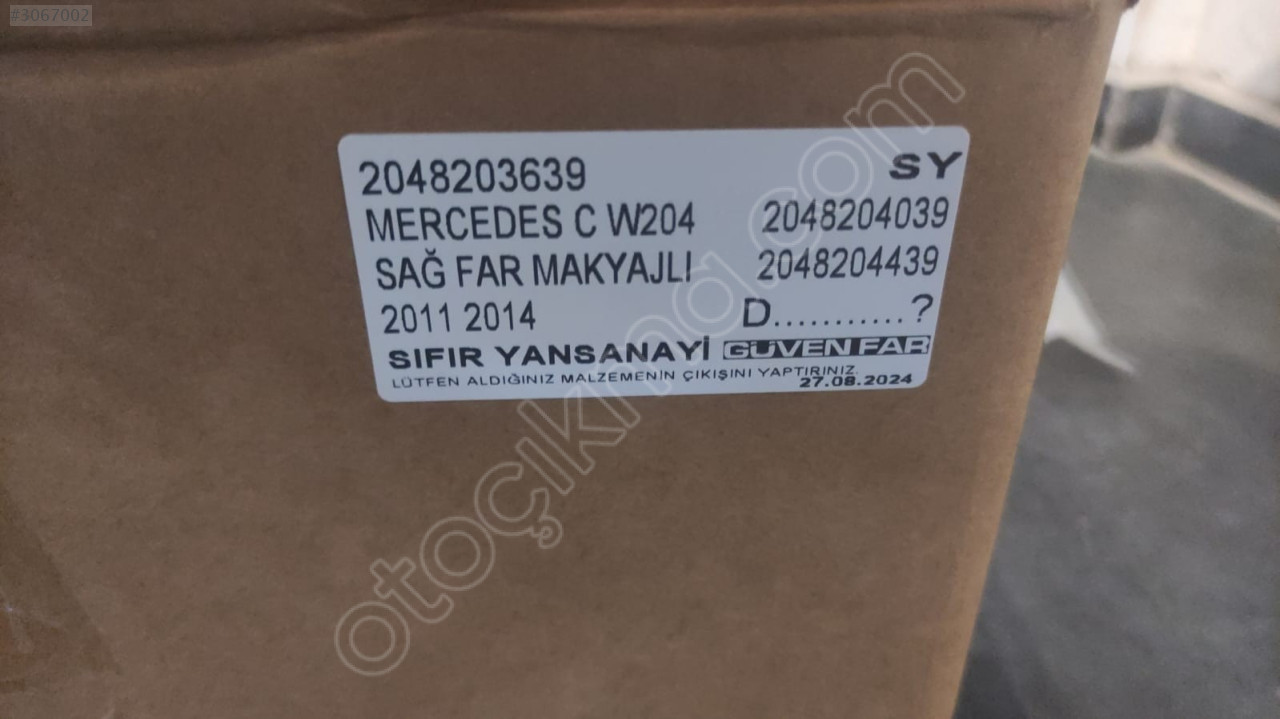 #3067002
2048203639 SY
MERCEDES C W204 2048204039
SAĞ FAR MAKYAJLI 2048204439
2011 2014 D...........?
SIFIR YANSANAYİ GÜVEN FAR
LÜTFEN ALDIĞINIZ MALZEMENİN ÇIKIŞINI YAPTIRINIZ.
27.08.2024
otoçıkma.com